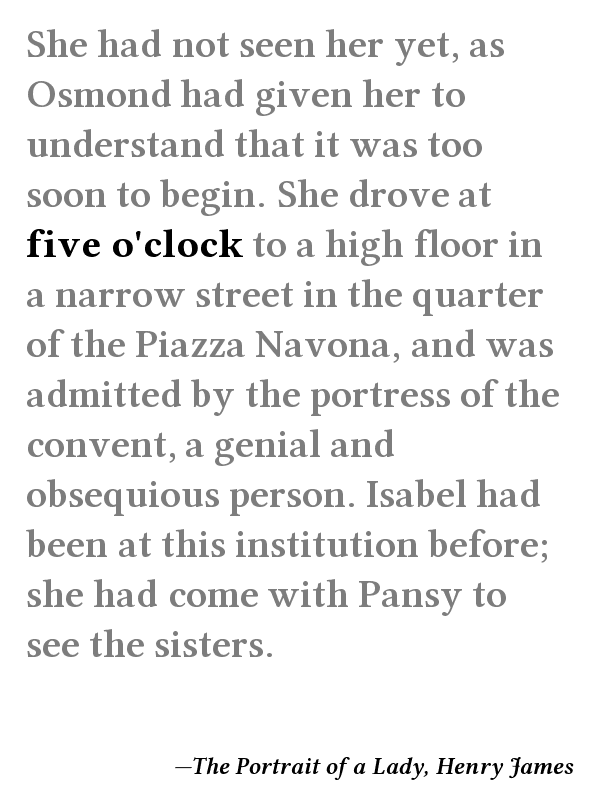 She had not seen her yet, as
Osmond had given her to
understand that it was too
soon to begin. She drove at
five o'clock to a high floor in
a narrow street in the quarter
of the Piazza Navona, and was
admitted by the portress of the
convent, a genial and
obsequious person. Isabel had
been at this institution before;
she had come with Pansy to
see the sisters.
—The Portrait of a Lady, Henry James